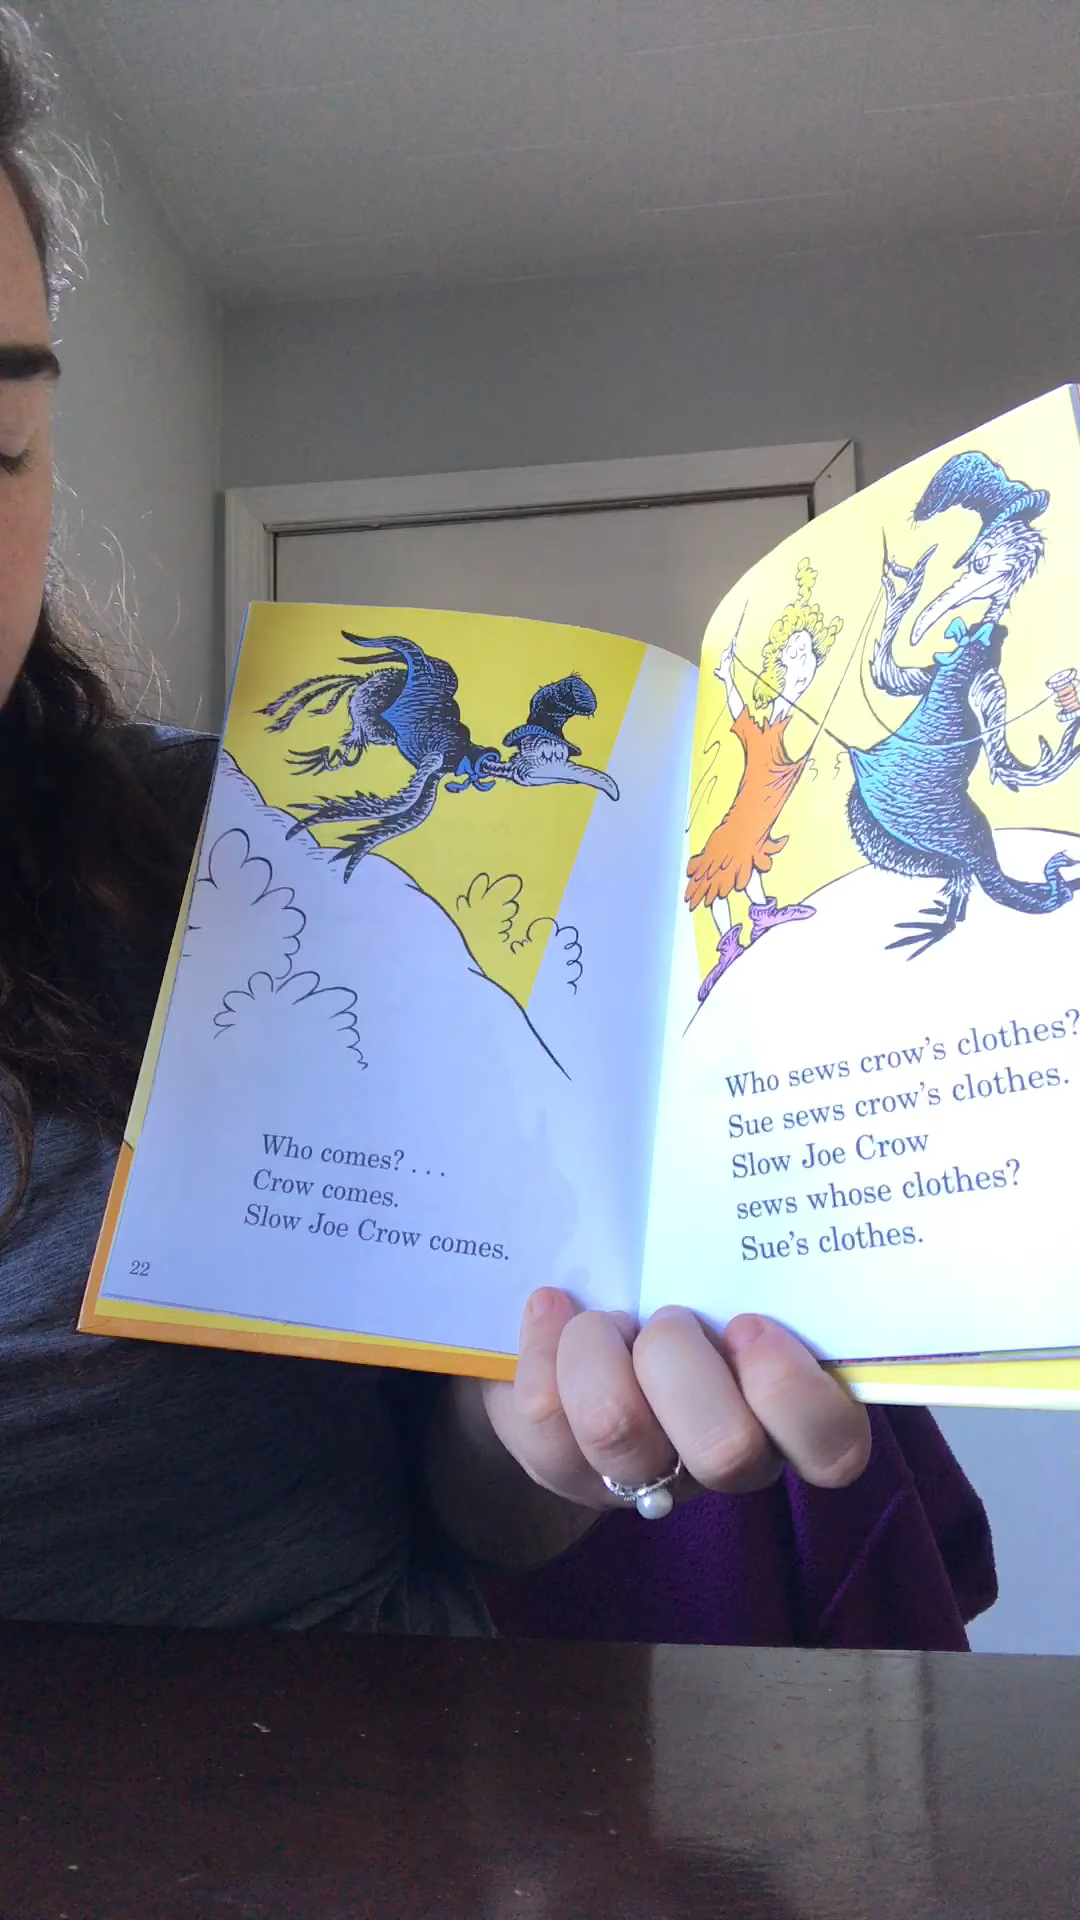 Who comes? . . .
Crow comes.
Slow Joe Crow comes.
22
Who sews crow's clothes?
Sue sews crow's clothes.
Slow Joe Crow
sews whose clothes?
Sue's clothes.